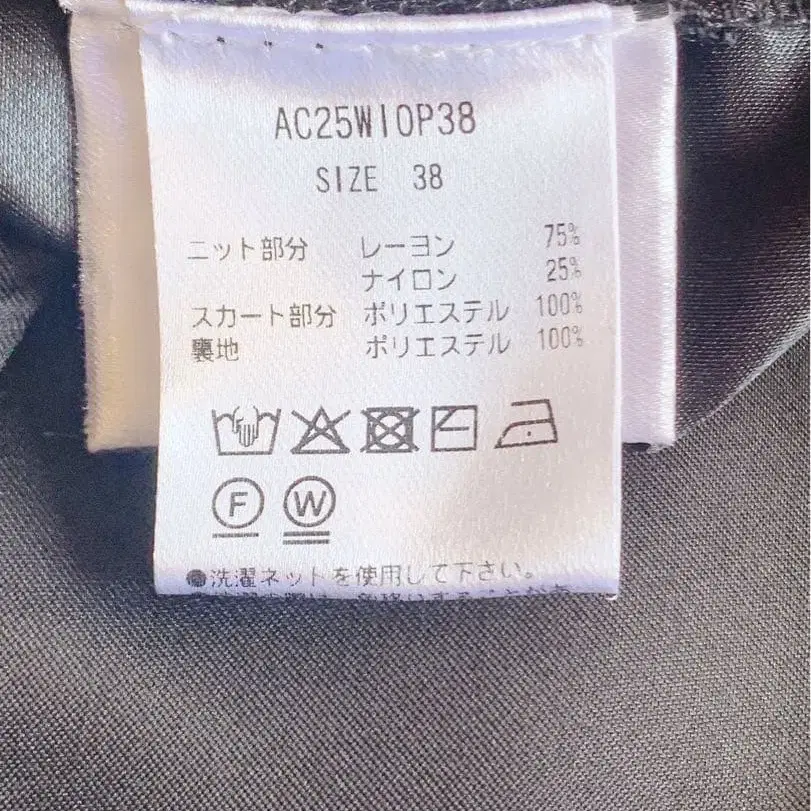 AC25W10P38
SIZE 38
ニット部分 レーヨン 75%
ナイロン 25%
スカート部分 ポリエステル 100%
裏地 ポリエステル 100%
F W
●洗濯ネットを使用して下さい。